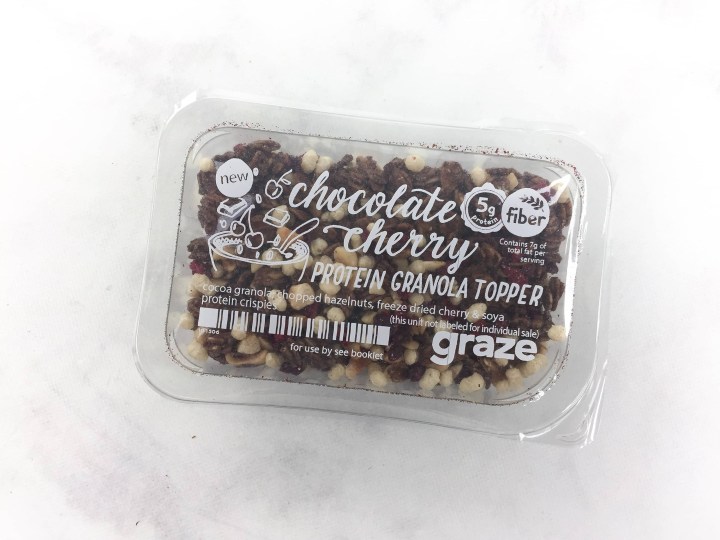 new
chocolate
cherry
5g
protein
fiber
Contains 7g of
total fat per
serving
PROTEIN GRANOLA TOPPER
cocoa granola, chopped hazelnuts, freeze dried cherry & soya
protein crispies
(this unit not labeled for individual sale)
for use by see booklet
graze